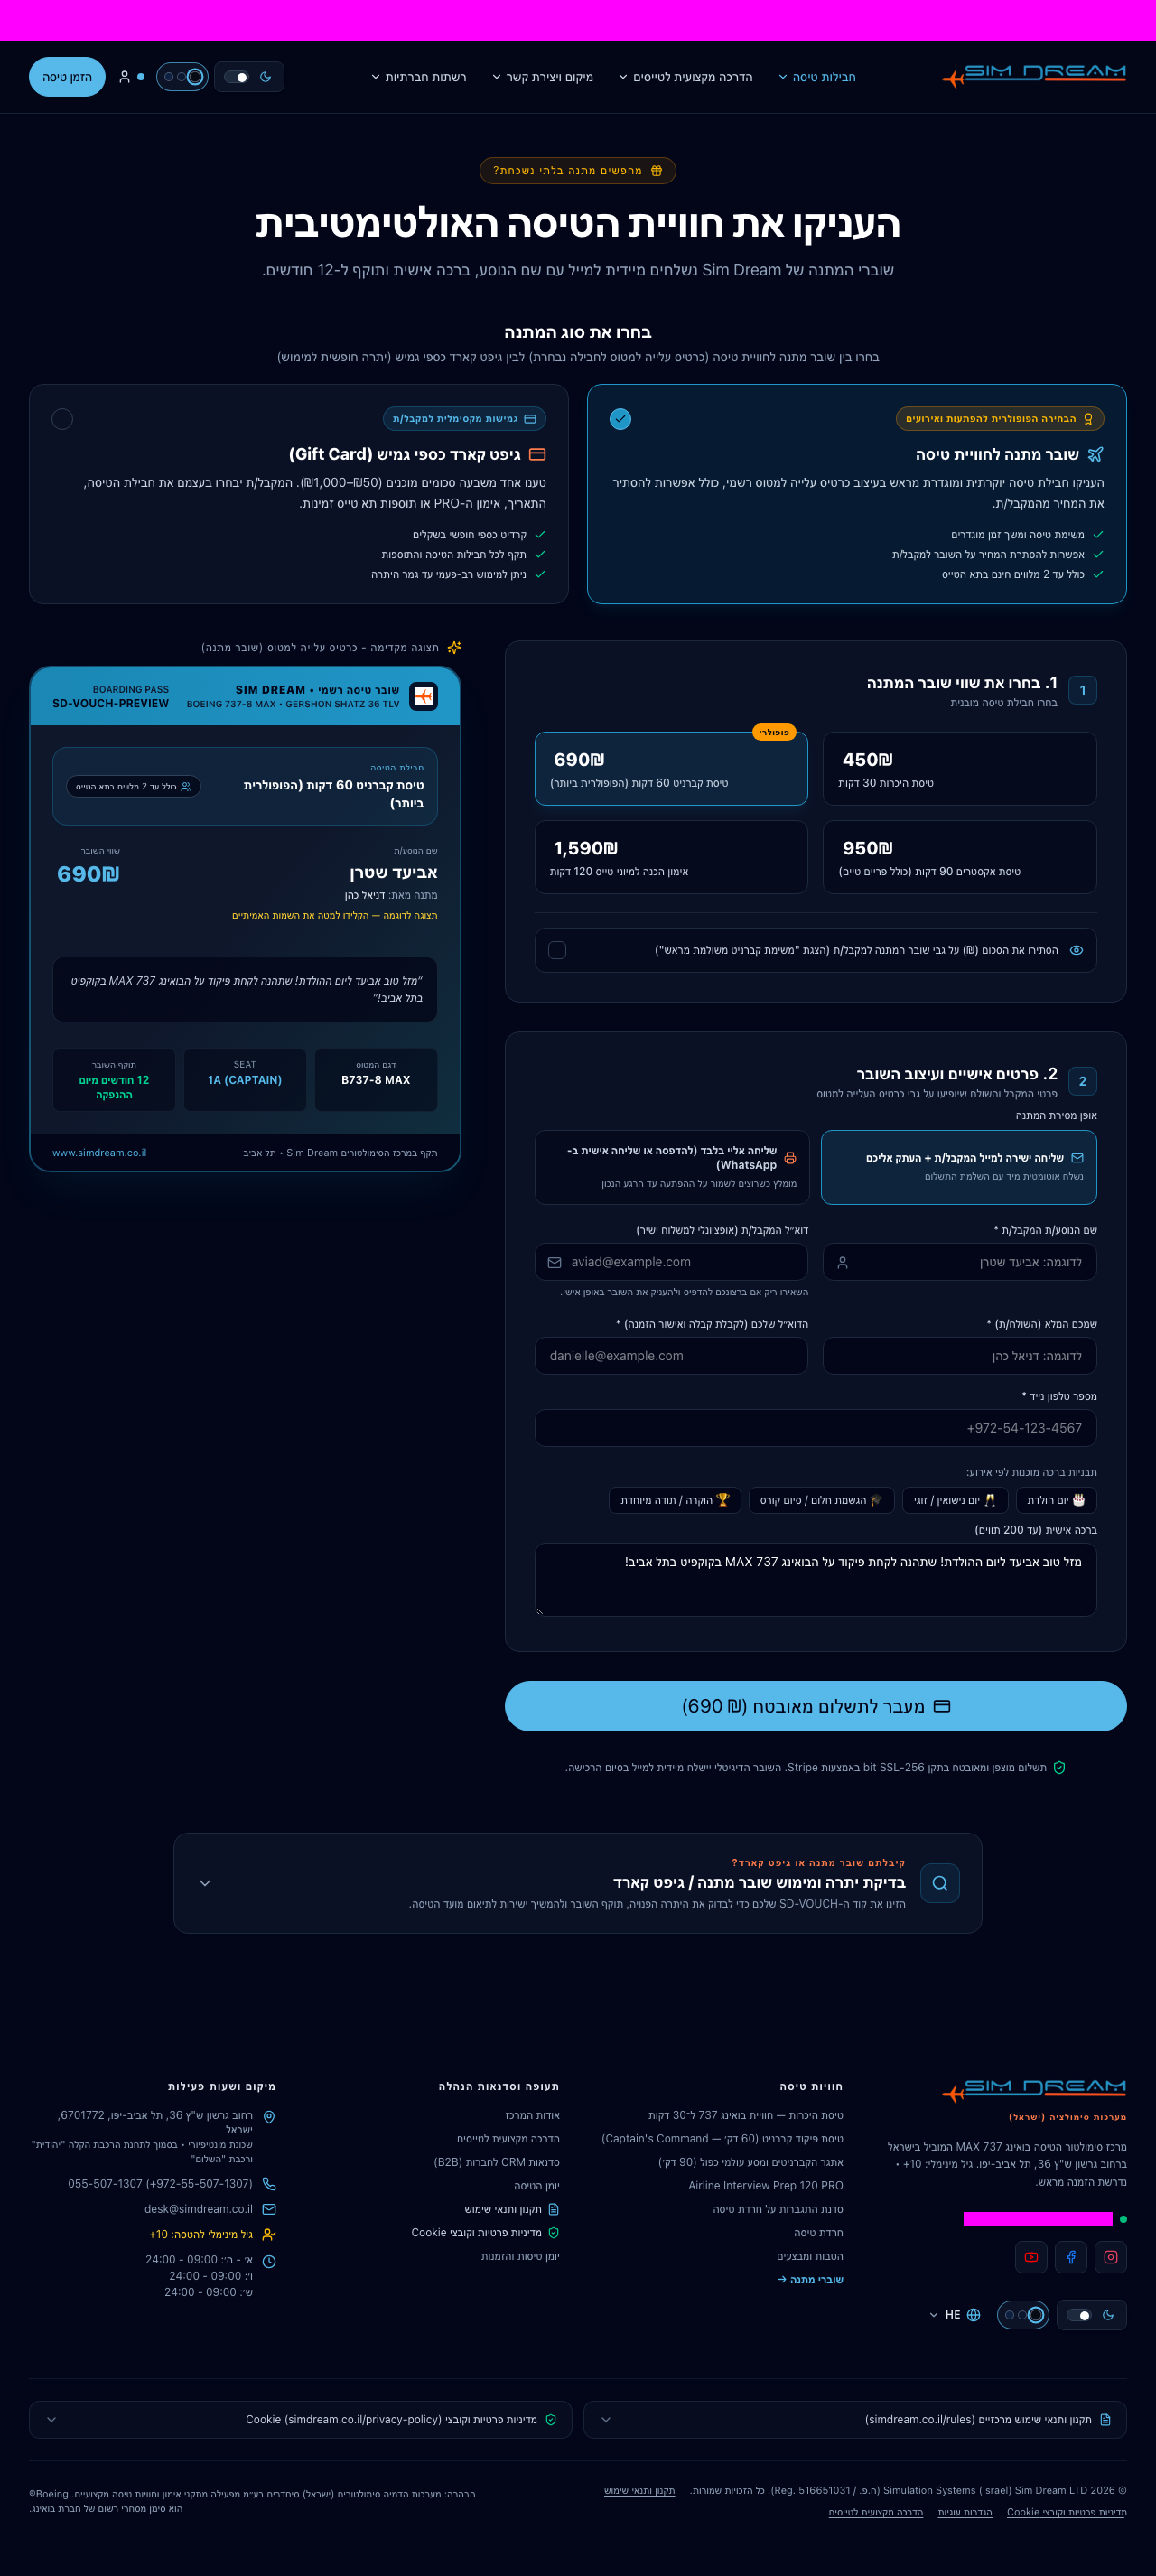 SIM DREAM
חבילות טיסה
הדרכה מקצועית לטייסים
מיקום ויצירת קשר
רשתות חברתיות
הזמן טיסה
מחפשים מתנה בלתי נשכחת?
העניקו את חוויית הטיסה האולטימטיבית
שוברי המתנה של Sim Dream נשלחים מיידית למייל עם שם הנוסע, ברכה אישית ותוקף ל-12 חודשים.
בחרו את סוג המתנה
בחרו בין שובר מתנה לחוויית טיסה (כרטיס עלייה למטוס לחבילה נבחרת) לבין גיפט קארד כספי גמיש (יתרה חופשית למימוש)
הבחירה הפופולרית להפתעות ואירועים
שובר מתנה לחוויית טיסה
העניקו חבילת טיסה יוקרתית ומוגדרת מראש בעיצוב כרטיס עלייה למטוס רשמי, כולל אפשרות להסתיר
את המחיר מהמקבל/ת.
משימת טיסה ומשך זמן מוגדרים
אפשרות להסתרת המחיר על השובר למקבל/ת
כולל עד 2 מלווים חינם בתא הטייס
גמישות מקסימלית למקבל/ת
גיפט קארד כספי גמיש (Gift Card)
טענו אחד משבעה סכומים מוכנים (₪50–₪1,000). המקבל/ת יבחרו בעצמם את חבילת הטיסה,
התאריך, אימון ה-PRO או תוספות תא טייס זמינות.
קרדיט כספי חופשי בשקלים
תקף לכל חבילות הטיסה והתוספות
ניתן למימוש רב-פעמי עד גמר היתרה
1
1. בחרו את שווי שובר המתנה
בחרו חבילת טיסה מובנית
₪450
טיסת היכרות 30 דקות
פופולרי
₪690
טיסת קברניט 60 דקות (הפופולרית ביותר)
₪950
טיסת אקסטרים 90 דקות (כולל פריים טיים)
₪1,590
אימון הכנה למיוני טייס 120 דקות
הסתירו את הסכום (₪) על גבי שובר המתנה למקבל/ת (הצגת "משימת קברניט משולמת מראש")
תצוגה מקדימה - כרטיס עלייה למטוס (שובר מתנה)
SIM DREAM • שובר טיסה רשמי
BOEING 737-8 MAX • GERSHON SHATZ 36 TLV
BOARDING PASS
SD-VOUCH-PREVIEW
חבילת הטיסה
טיסת קברניט 60 דקות (הפופולרית
ביותר)
כולל עד 2 מלווים בתא הטייס
שם הנוסע/ת
אביעד שטרן
מתנה מאת: דניאל כהן
תצוגה לדוגמה — הקלידו למטה את השמות האמיתיים
שווי השובר
₪690
"מזל טוב אביעד ליום ההולדת! שתהנה לקחת פיקוד על הבואינג 737 MAX בקוקפיט
בתל אביב!"
דגם המטוס
B737-8 MAX
SEAT
1A (CAPTAIN)
תוקף השובר
12 חודשים מיום
ההנפקה
תקף במרכז הסימולטורים Sim Dream • תל אביב
www.simdream.co.il
2
2. פרטים אישיים ועיצוב השובר
פרטי המקבל והשולח שיופיעו על גבי כרטיס העלייה למטוס
אופן מסירת המתנה
שליחה ישירה למייל המקבל/ת + העתק אליכם
נשלח אוטומטית מיד עם השלמת התשלום
שליחה אליי בלבד (להדפסה או שליחה אישית ב-
WhatsApp)
מומלץ כשרוצים לשמור על ההפתעה עד הרגע הנכון
שם הנוסע/ת המקבל/ת *
לדוגמה: אביעד שטרן
דוא״ל המקבל/ת (אופציונלי למשלוח ישיר)
aviad@example.com
השאירו ריק אם ברצונכם להדפיס ולהעניק את השובר באופן אישי.
שמכם המלא (השולח/ת) *
לדוגמה: דניאל כהן
הדוא״ל שלכם (לקבלת קבלה ואישור הזמנה) *
danielle@example.com
מספר טלפון נייד *
+972-54-123-4567
תבניות ברכה מוכנות לפי אירוע:
🎂 יום הולדת
🥂 יום נישואין / זוגי
🎓 הגשמת חלום / סיום קורס
🏆 הוקרה / תודה מיוחדת
ברכה אישית (עד 200 תווים)
מזל טוב אביעד ליום ההולדת! שתהנה לקחת פיקוד על הבואינג 737 MAX בקוקפיט בתל אביב!
מעבר לתשלום מאובטח (₪ 690)
תשלום מוצפן ומאובטח בתקן 256-bit SSL באמצעות Stripe. השובר הדיגיטלי יישלח מיידית למייל בסיום הרכישה.
קיבלתם שובר מתנה או גיפט קארד?
בדיקת יתרה ומימוש שובר מתנה / גיפט קארד
הזינו את קוד ה-SD-VOUCH שלכם כדי לבדוק את היתרה הפנויה, תוקף השובר ולהמשיך ישירות לתיאום מועד הטיסה.
SIM DREAM
מערכות סימולציה (ישראל)
מרכז סימולטור הטיסה בואינג 737 MAX המוביל בישראל
ברחוב גרשון ש"ץ 36, תל אביב-יפו. גיל מינימלי: 10+ •
נדרשת הזמנה מראש.
HE
חוויות טיסה
טיסת היכרות — חוויית בואינג 737 ל־30 דקות
טיסת פיקוד קברניט (60 דק׳ — Captain's Command)
אתגר הקברניטים ומסע עולמי כפול (90 דק׳)
Airline Interview Prep 120 PRO
סדנת התגברות על חרדת טיסה
חרדת טיסה
הטבות ומבצעים
שוברי מתנה →
תעופה וסדנאות הנהלה
אודות המרכז
הדרכה מקצועית לטייסים
סדנאות CRM לחברות (B2B)
יומן הטיסה
תקנון ותנאי שימוש
מדיניות פרטיות וקובצי Cookie
יומן טיסות והזמנות
מיקום ושעות פעילות
רחוב גרשון ש"ץ 36, תל אביב-יפו, 6701772,
ישראל
שכונת מונטיפיורי • בסמוך לתחנת הרכבת הקלה "יהודית"
ורכבת "השלום"
055-507-1307 (+972-55-507-1307)
desk@simdream.co.il
גיל מינימלי להטסה: 10+
א׳ - ה׳: 09:00 - 24:00
ו׳: 09:00 - 24:00
ש׳: 09:00 - 24:00
תקנון ותנאי שימוש מרכזיים (simdream.co.il/rules)
מדיניות פרטיות וקובצי Cookie (simdream.co.il/privacy-policy)
© 2026 Simulation Systems (Israel) Sim Dream LTD (ח.פ. / Reg. 516651031). כל הזכויות שמורות.
תקנון ותנאי שימוש
מדיניות פרטיות וקובצי Cookie
הגדרות עוגיות
הדרכה מקצועית לטייסים
הבהרה: מערכות הדמיה סימולטורים (ישראל) סימדרים בע״מ מפעילה מתקני אימון וחוויות טיסה מקצועיים. Boeing®
הוא סימן מסחרי רשום של חברת בואינג.